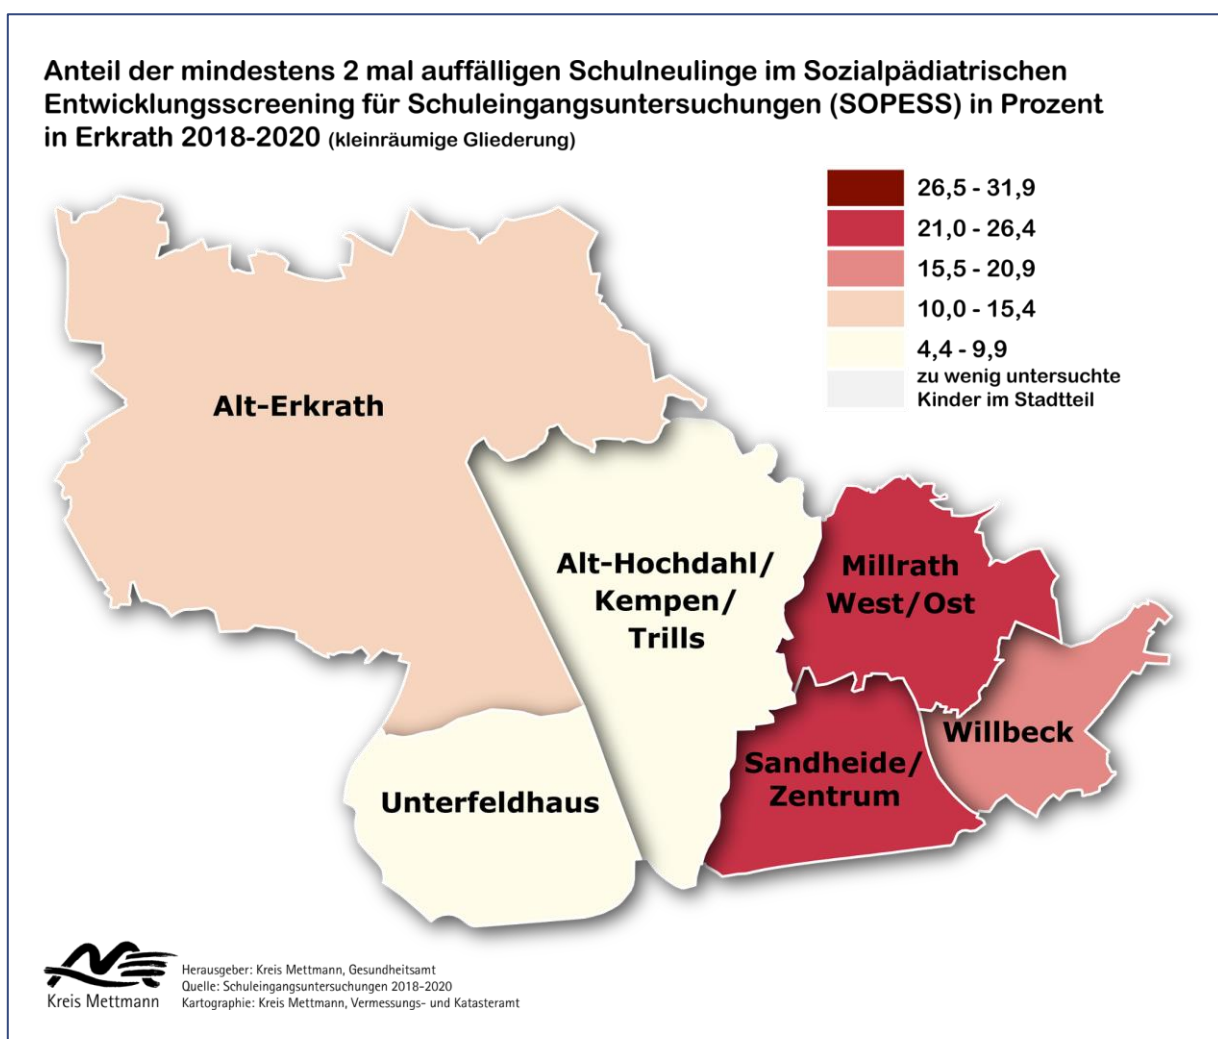 Anteil der mindestens 2 mal auffälligen Schulneulinge im Sozialpädiatrischen
Entwicklungsscreening für Schuleingangsuntersuchungen (SOPESS) in Prozent
in Erkrath 2018-2020 (kleinräumige Gliederung)
26,5 - 31,9
21,0 - 26,4
15,5 - 20,9
10,0 - 15,4
4,4 - 9,9
zu wenig untersuchte
Kinder im Stadtteil
Alt-Erkrath
Alt-Hochdahl/
Kempen/
Trills
Millrath
West/Ost
Willbeck
Sandheide/
Zentrum
Unterfeldhaus
Kreis Mettmann
Herausgeber: Kreis Mettmann, Gesundheitsamt
Quelle: Schuleingangsuntersuchungen 2018-2020
Kartographie: Kreis Mettmann, Vermessungs- und Katasteramt